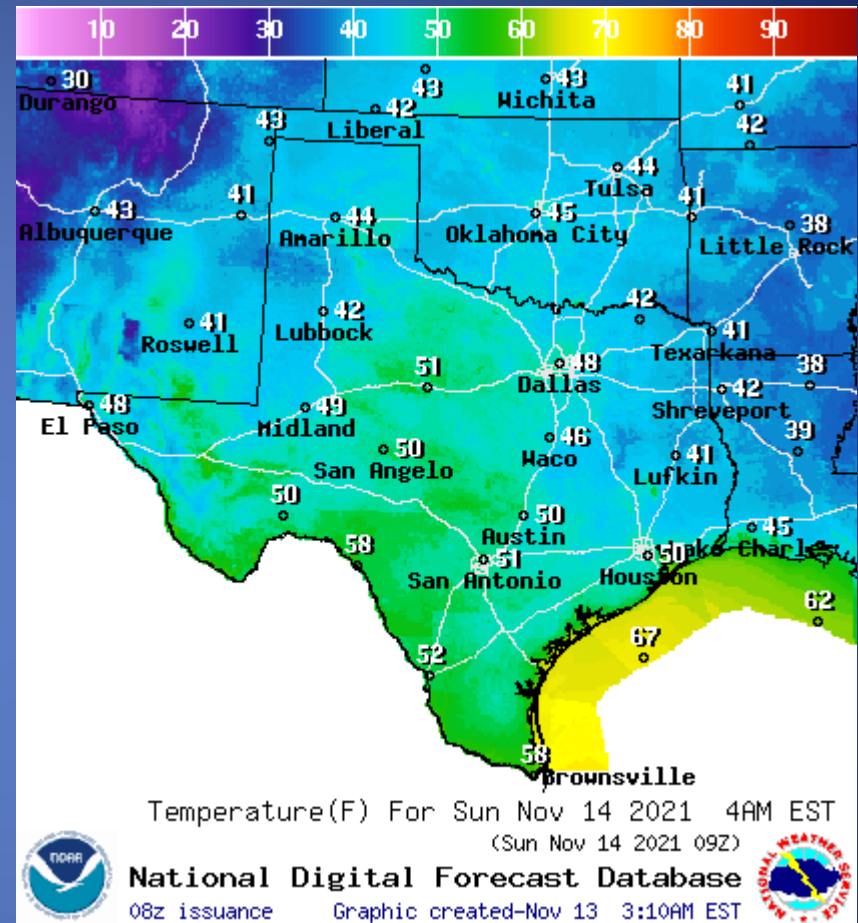 10 20 30 40 50 60 70 80 90
30
Durango
43
43
Wichita
41
42
Liberal
43
42
44
Tulsa
43
Albuquerque
41
44
Amarillo
45
Oklahoma City
41
38
Little Rock
41
Roswell
42
Lubbock
42
41
Texarkana
51
48
Dallas
38
42
Shreveport
48
El Paso
49
Midland
50
San Angelo
46
Waco
41
Lufkin
39
50
50
Austin
45
Lake Charles
58
51
San Antonio
50
Houston
62
67
52
58
Brownsville
Temperature(F) For Sun Nov 14 2021 4AM EST
(Sun Nov 14 2021 09Z)
NOAA
National Digital Forecast Database
08z issuance Graphic created-Nov 13 3:10AM EST
NATIONAL WEATHER SERVICE